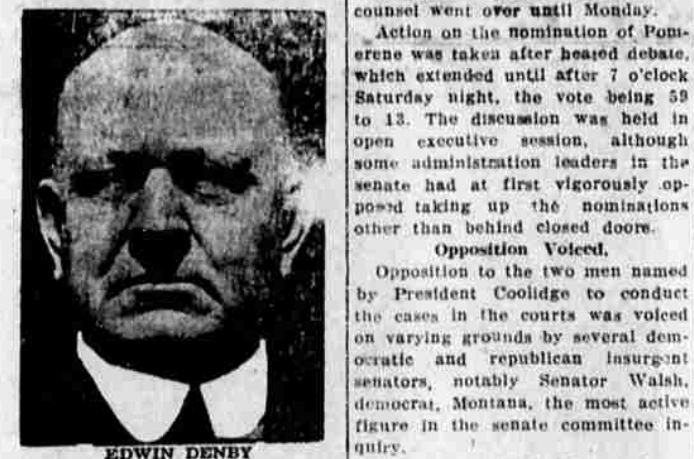 EDWIN DENBY
counsel went over until Monday.
Action on the nomination of Pom-
erene was taken after heated debate,
which extended until after 7 o'clock
Saturday night, the vote being 59
to 13. The discussion was held in
open executive session, although
some administration leaders in the
senate had at first vigorously op-
posed taking up the nominations
other than behind closed doors.
Opposition Voiced.
Opposition to the two men named
by President Coolidge to conduct
the cases in the courts was voiced
on varying grounds by several dem-
ocratic and republican insurgent
senators, notably Senator Walsh,
democrat, Montana, the most active
figure in the senate committee in-
quiry.